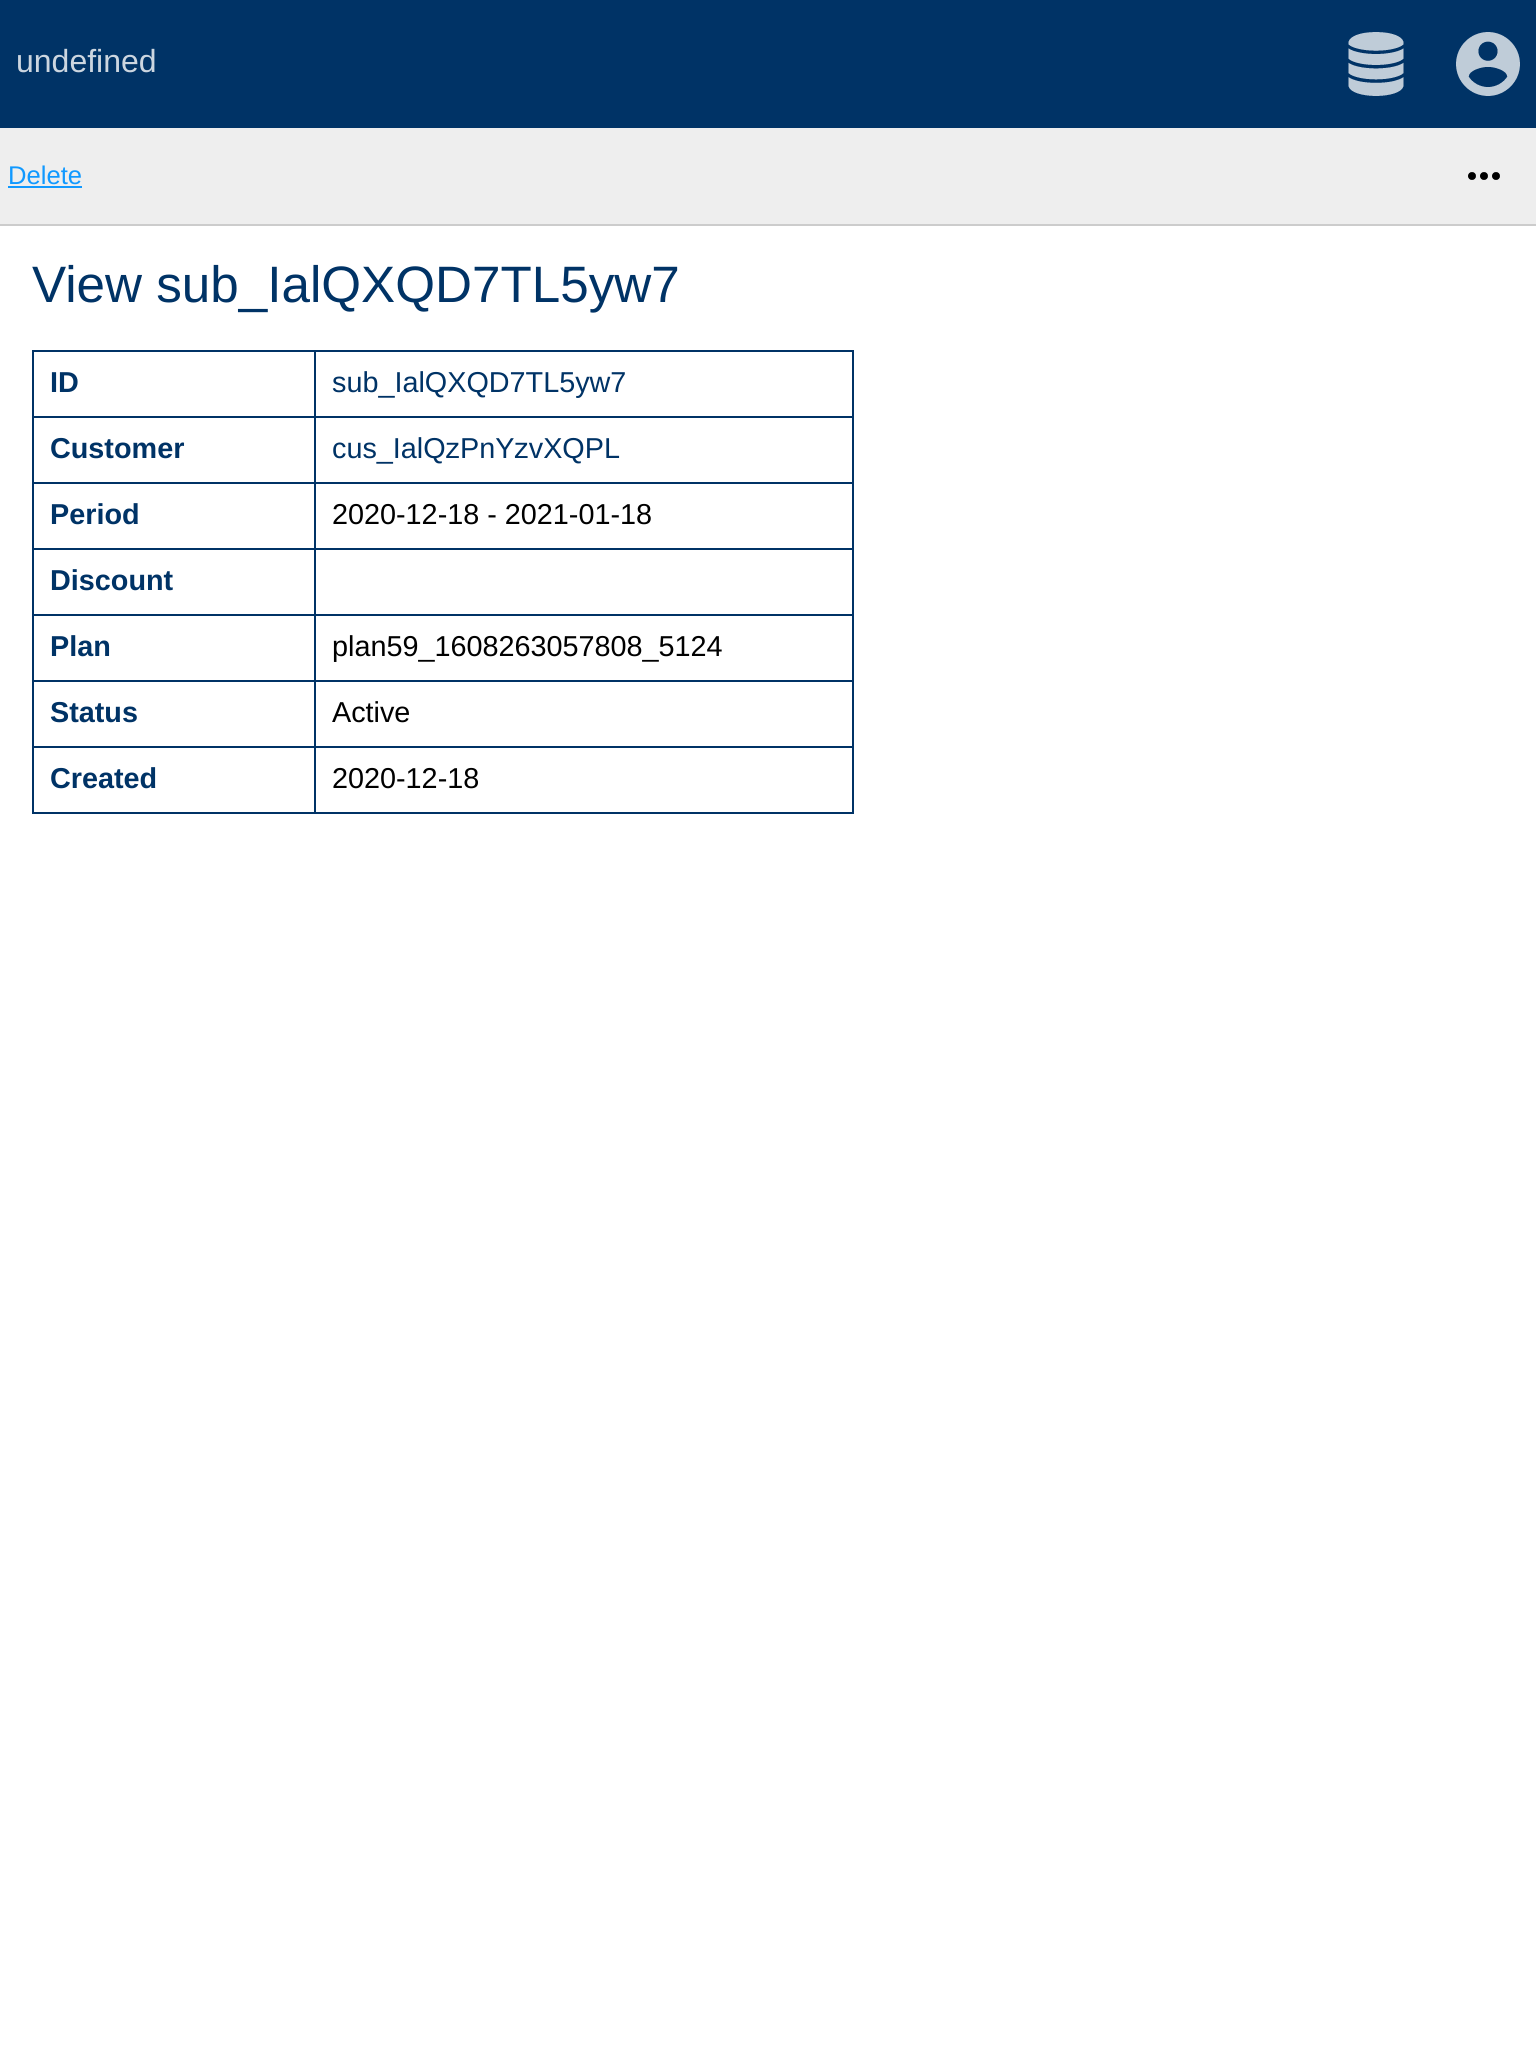 undefined
Delete
View sub_IalQXQD7TL5yw7
ID sub_IalQXQD7TL5yw7
Customer cus_IalQzPnYzvXQPL
Period 2020-12-18 - 2021-01-18
Discount
Plan plan59_1608263057808_5124
Status Active
Created 2020-12-18